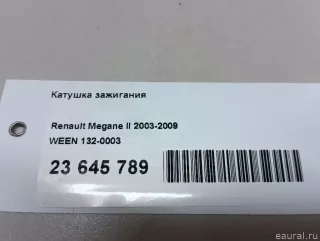 Катушка зажигания
Renault Megane II 2003-2009
WEEN 132-0003
23 645 789
eaural.ru